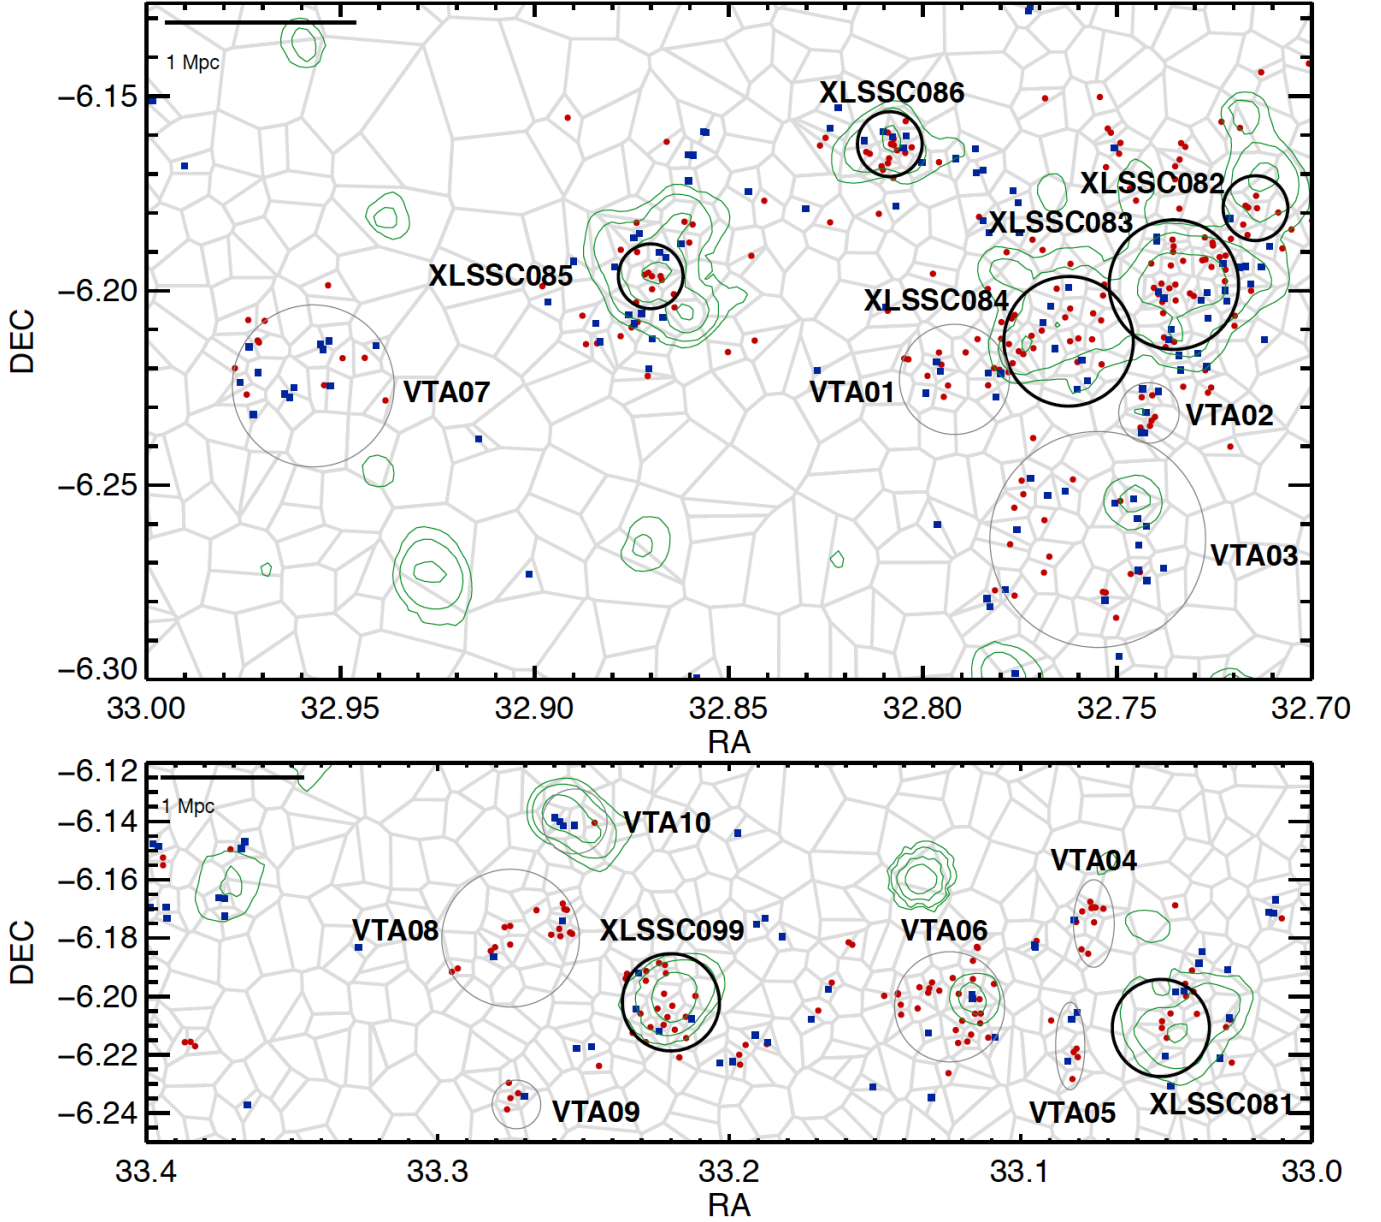 1 Mpc
XLSSC086
−6.15
XLSSC082
XLSSC083
XLSSC085
−6.20
XLSSC084
DEC
VTA07
VTA01
VTA02
−6.25
VTA03
−6.30
33.00
32.95
32.90
32.85
32.80
32.75
32.70
RA
−6.12
1 Mpc
−6.14
VTA10
−6.16
VTA04
−6.18
VTA08
XLSSC099
VTA06
DEC
−6.20
−6.22
−6.24
VTA09
VTA05
XLSSC081
33.4
33.3
33.2
33.1
33.0
RA